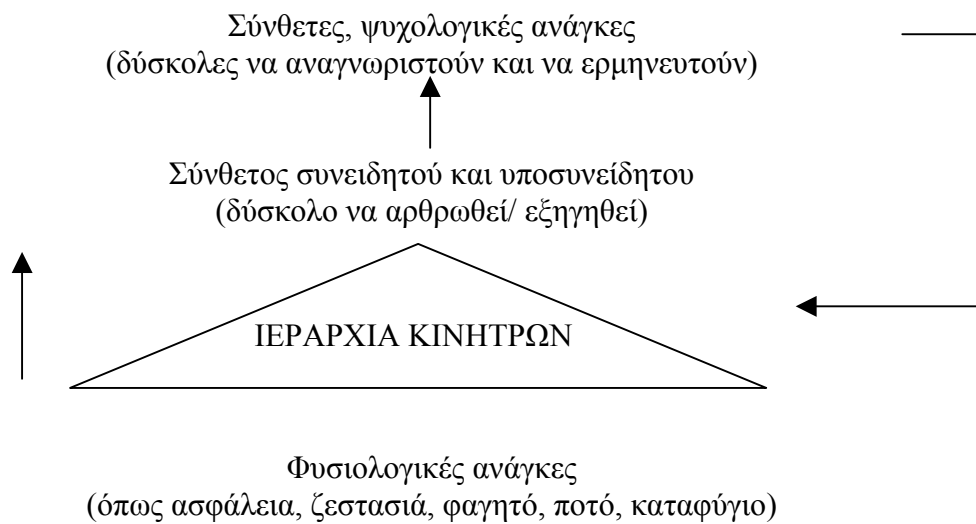 Σύνθετες, ψυχολογικές ανάγκες
(δύσκολες να αναγνωριστούν και να ερμηνευτούν)
Σύνθετος συνειδητού και υποσυνείδητου
(δύσκολο να αρθρωθεί/ εξηγηθεί)
ΙΕΡΑΡΧΙΑ ΚΙΝΗΤΡΩΝ
Φυσιολογικές ανάγκες
(όπως ασφάλεια, ζεστασιά, φαγητό, ποτό, καταφύγιο)